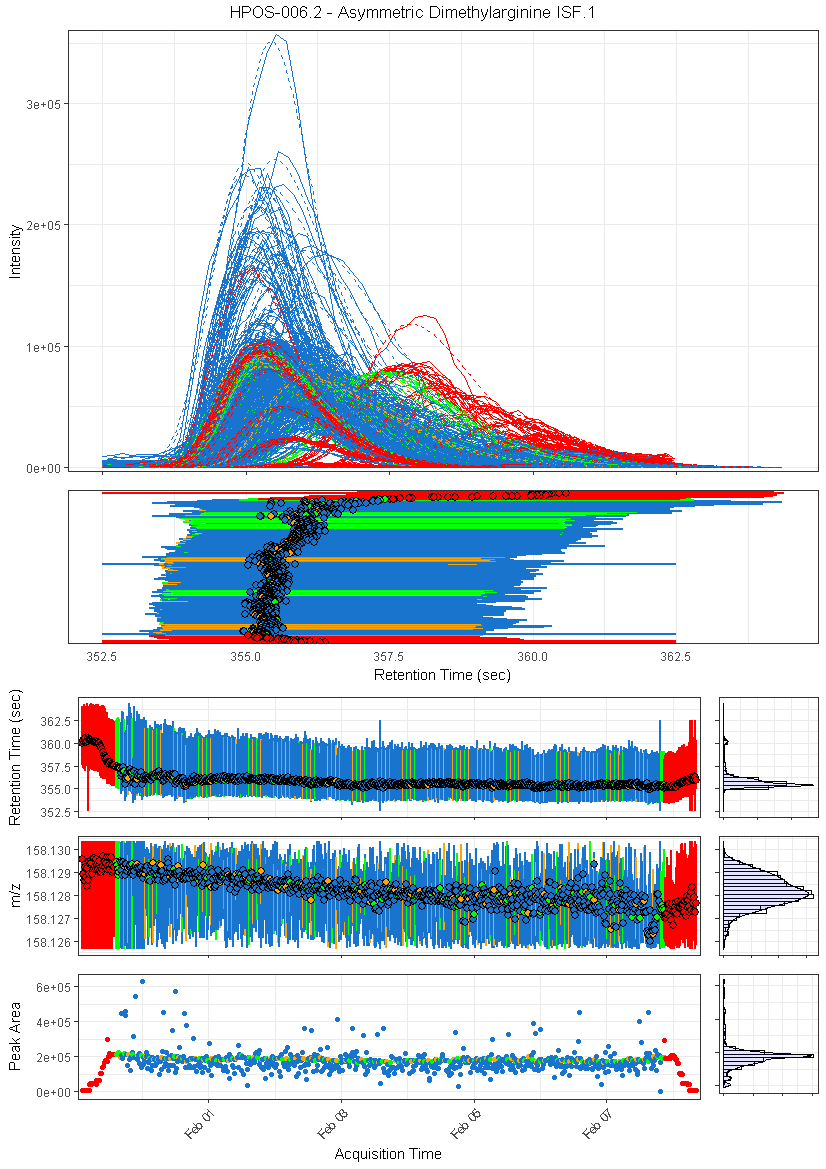 HPOS-006.2 - Asymmetric Dimethylarginine ISF.1
3e+05
2e+05
1e+05
0e+00
Intensity
352.5 355.0 357.5 360.0 362.5
Retention Time (sec)
Retention Time (sec)
362.5
360.0
357.5
355.0
352.5
m/z
158.130
158.129
158.128
158.127
158.126
Peak Area
6e+05
4e+05
2e+05
0e+00
Feb 01 Feb 03 Feb 05 Feb 07
Acquisition Time